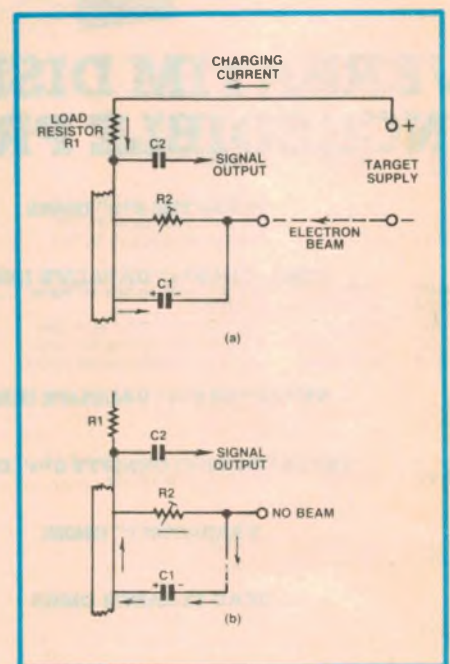 CHARGING
CURRENT
LOAD
RESISTOR
R1
+
C2
SIGNAL
OUTPUT
TARGET
SUPPLY
R2
ELECTRON
BEAM
C1
+ -
(a)
R1
C2
SIGNAL
OUTPUT
R2
NO BEAM
C1
+ -
(b)